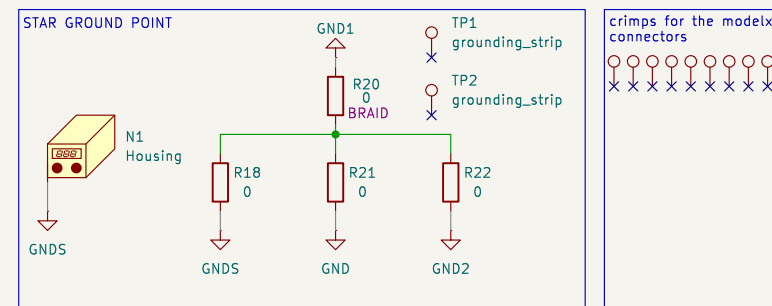 STAR GROUND POINT
GND1
TP1
grounding_strip
R20
0
BRAID
TP2
grounding_strip
N1
Housing
888
R18
0
R21
0
R22
0
GNDS
GNDS
GND
GND2
crimps for the modelx
connectors